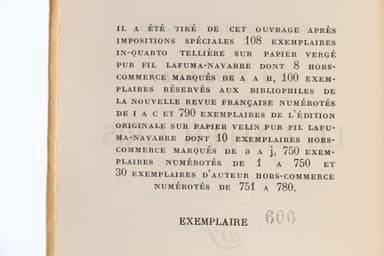 IL A ÉTÉ TIRÉ DE CET OUVRAGE APRÈS
IMPOSITIONS SPÉCIALES 108 EXEMPLAIRES
IN-QUARTO TELLIÈRE SUR PAPIER VERGÉ
PUR FIL LAFUMA-NAVARRE DONT 8 HORS-
COMMERCE MARQUÉS DE A A H, 100 EXEM-
PLAIRES RÉSERVÉS AUX BIBLIOPHILES DE
LA NOUVELLE REVUE FRANÇAISE NUMÉROTÉS
DE I A C ET 790 EXEMPLAIRES DE L'ÉDITION
ORIGINALE SUR PAPIER VELIN PUR FIL LAFU-
MA-NAVARRE DONT 10 EXEMPLAIRES HORS-
COMMERCE MARQUÉS DE a A j, 750 EXEM-
PLAIRES NUMÉROTÉS DE 1 A 750 ET
30 EXEMPLAIRES D'AUTEUR HORS-COMMERCE
NUMÉROTÉS DE 751 A 780.
EXEMPLAIRE 606